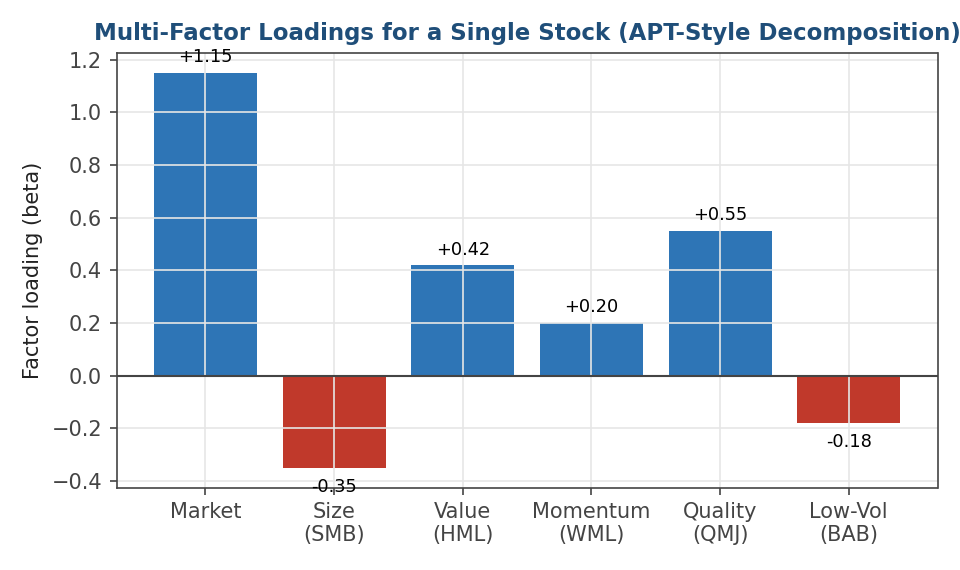 Multi-Factor Loadings for a Single Stock (APT-Style Decomposition)
Factor loading (beta)
1.2
1.0
0.8
0.6
0.4
0.2
0.0
−0.2
−0.4
+1.15
-0.35
+0.42
+0.20
+0.55
-0.18
Market
Size
(SMB)
Value
(HML)
Momentum
(WML)
Quality
(QMJ)
Low-Vol
(BAB)